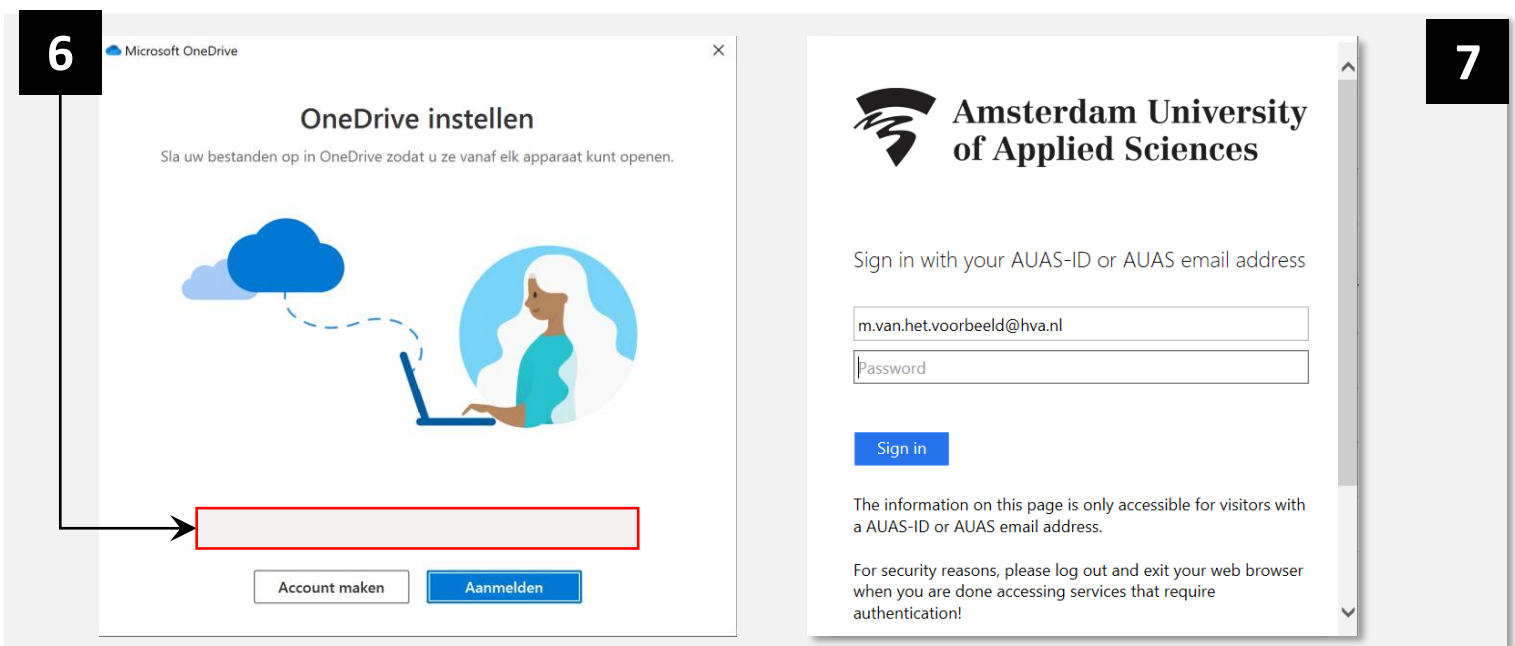 6
Microsoft OneDrive
OneDrive instellen
Sla uw bestanden op in OneDrive zodat u ze vanaf elk apparaat kunt openen.
Account maken
Aanmelden
7
Amsterdam University
of Applied Sciences
Sign in with your AUAS-ID or AUAS email address
m.van.het.voorbeeld@hva.nl
Password
Sign in
The information on this page is only accessible for visitors with
a AUAS-ID or AUAS email address.
For security reasons, please log out and exit your web browser
when you are done accessing services that require
authentication!